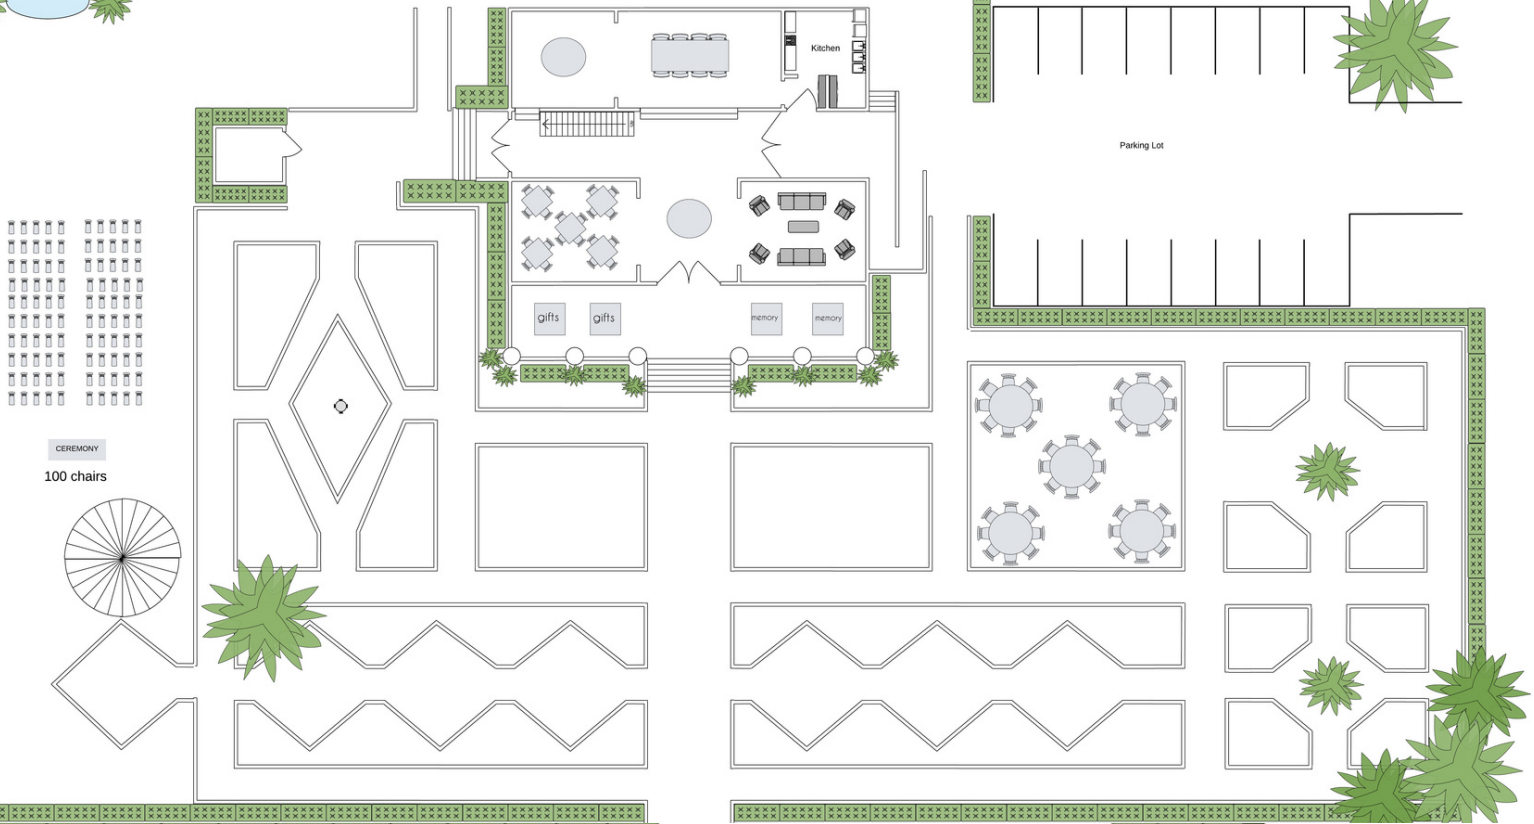 Kitchen
Parking Lot
gifts
gifts
memory
memory
CEREMONY
100 chairs